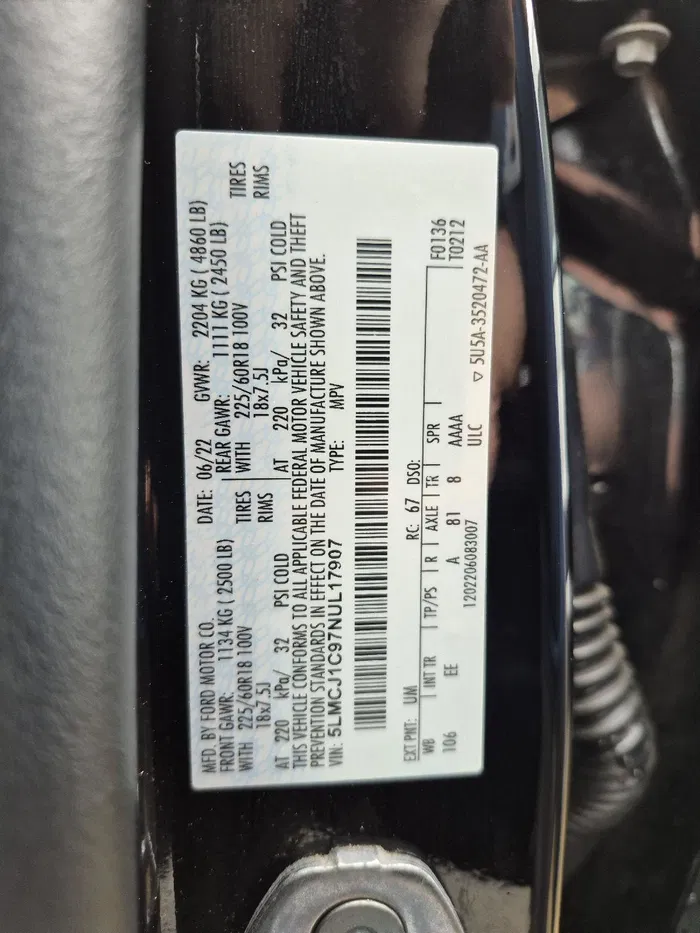 MFD. BY FORD MOTOR CO. DATE: 06/22 GVWR: 2204 KG ( 4860 LB)
FRONT GAWR: 1134 KG ( 2500 LB) REAR GAWR: 1111 KG ( 2450 LB)
WITH 225/60R18 100V TIRES WITH 225/60R18 100V TIRES
18x7.5J RIMS 18x7.5J RIMS
AT 220 kPa/ 32 PSI COLD AT 220 kPa/ 32 PSI COLD
THIS VEHICLE CONFORMS TO ALL APPLICABLE FEDERAL MOTOR VEHICLE SAFETY AND THEFT
PREVENTION STANDARDS IN EFFECT ON THE DATE OF MANUFACTURE SHOWN ABOVE.
VIN: 5LMCJ1C97NUL17907 TYPE: MPV
EXT PNT: UM RC: 67 DSO: F0136
WB INT TR TP/PS R AXLE TR SPR T0212
106 EE A 81 8 AAAA
1202206083007 ULC ▽ 5U5A-3520472-AA